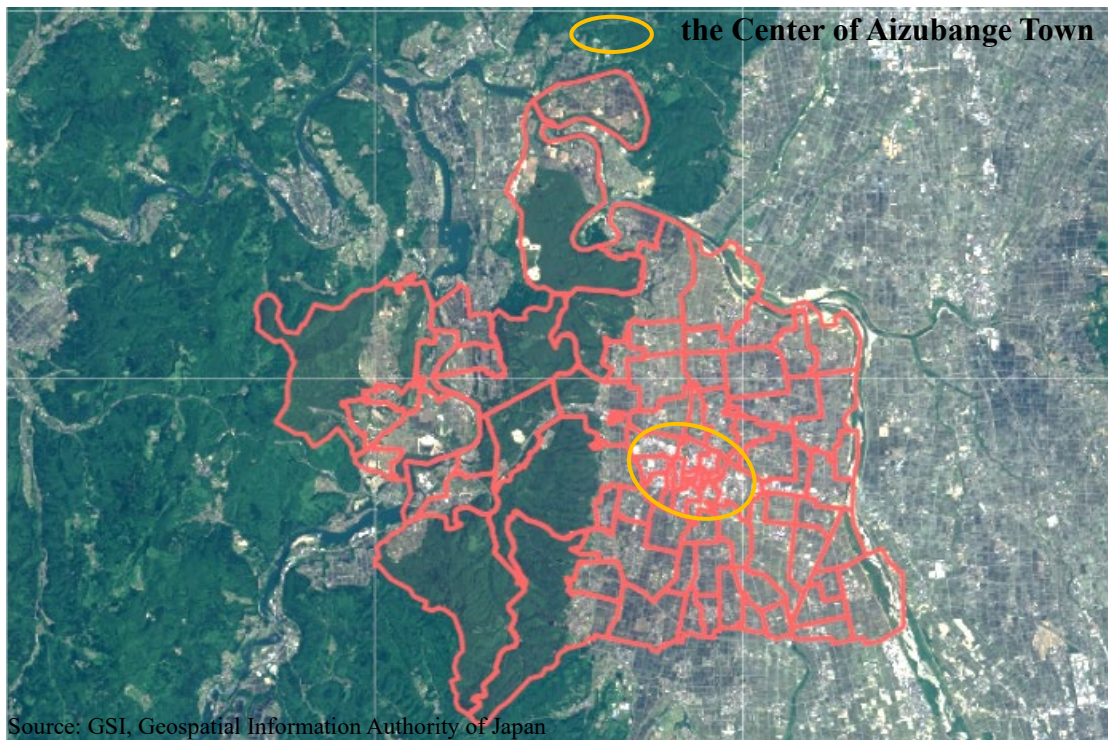 the Center of Aizubange Town
Source: GSI, Geospatial Information Authority of Japan